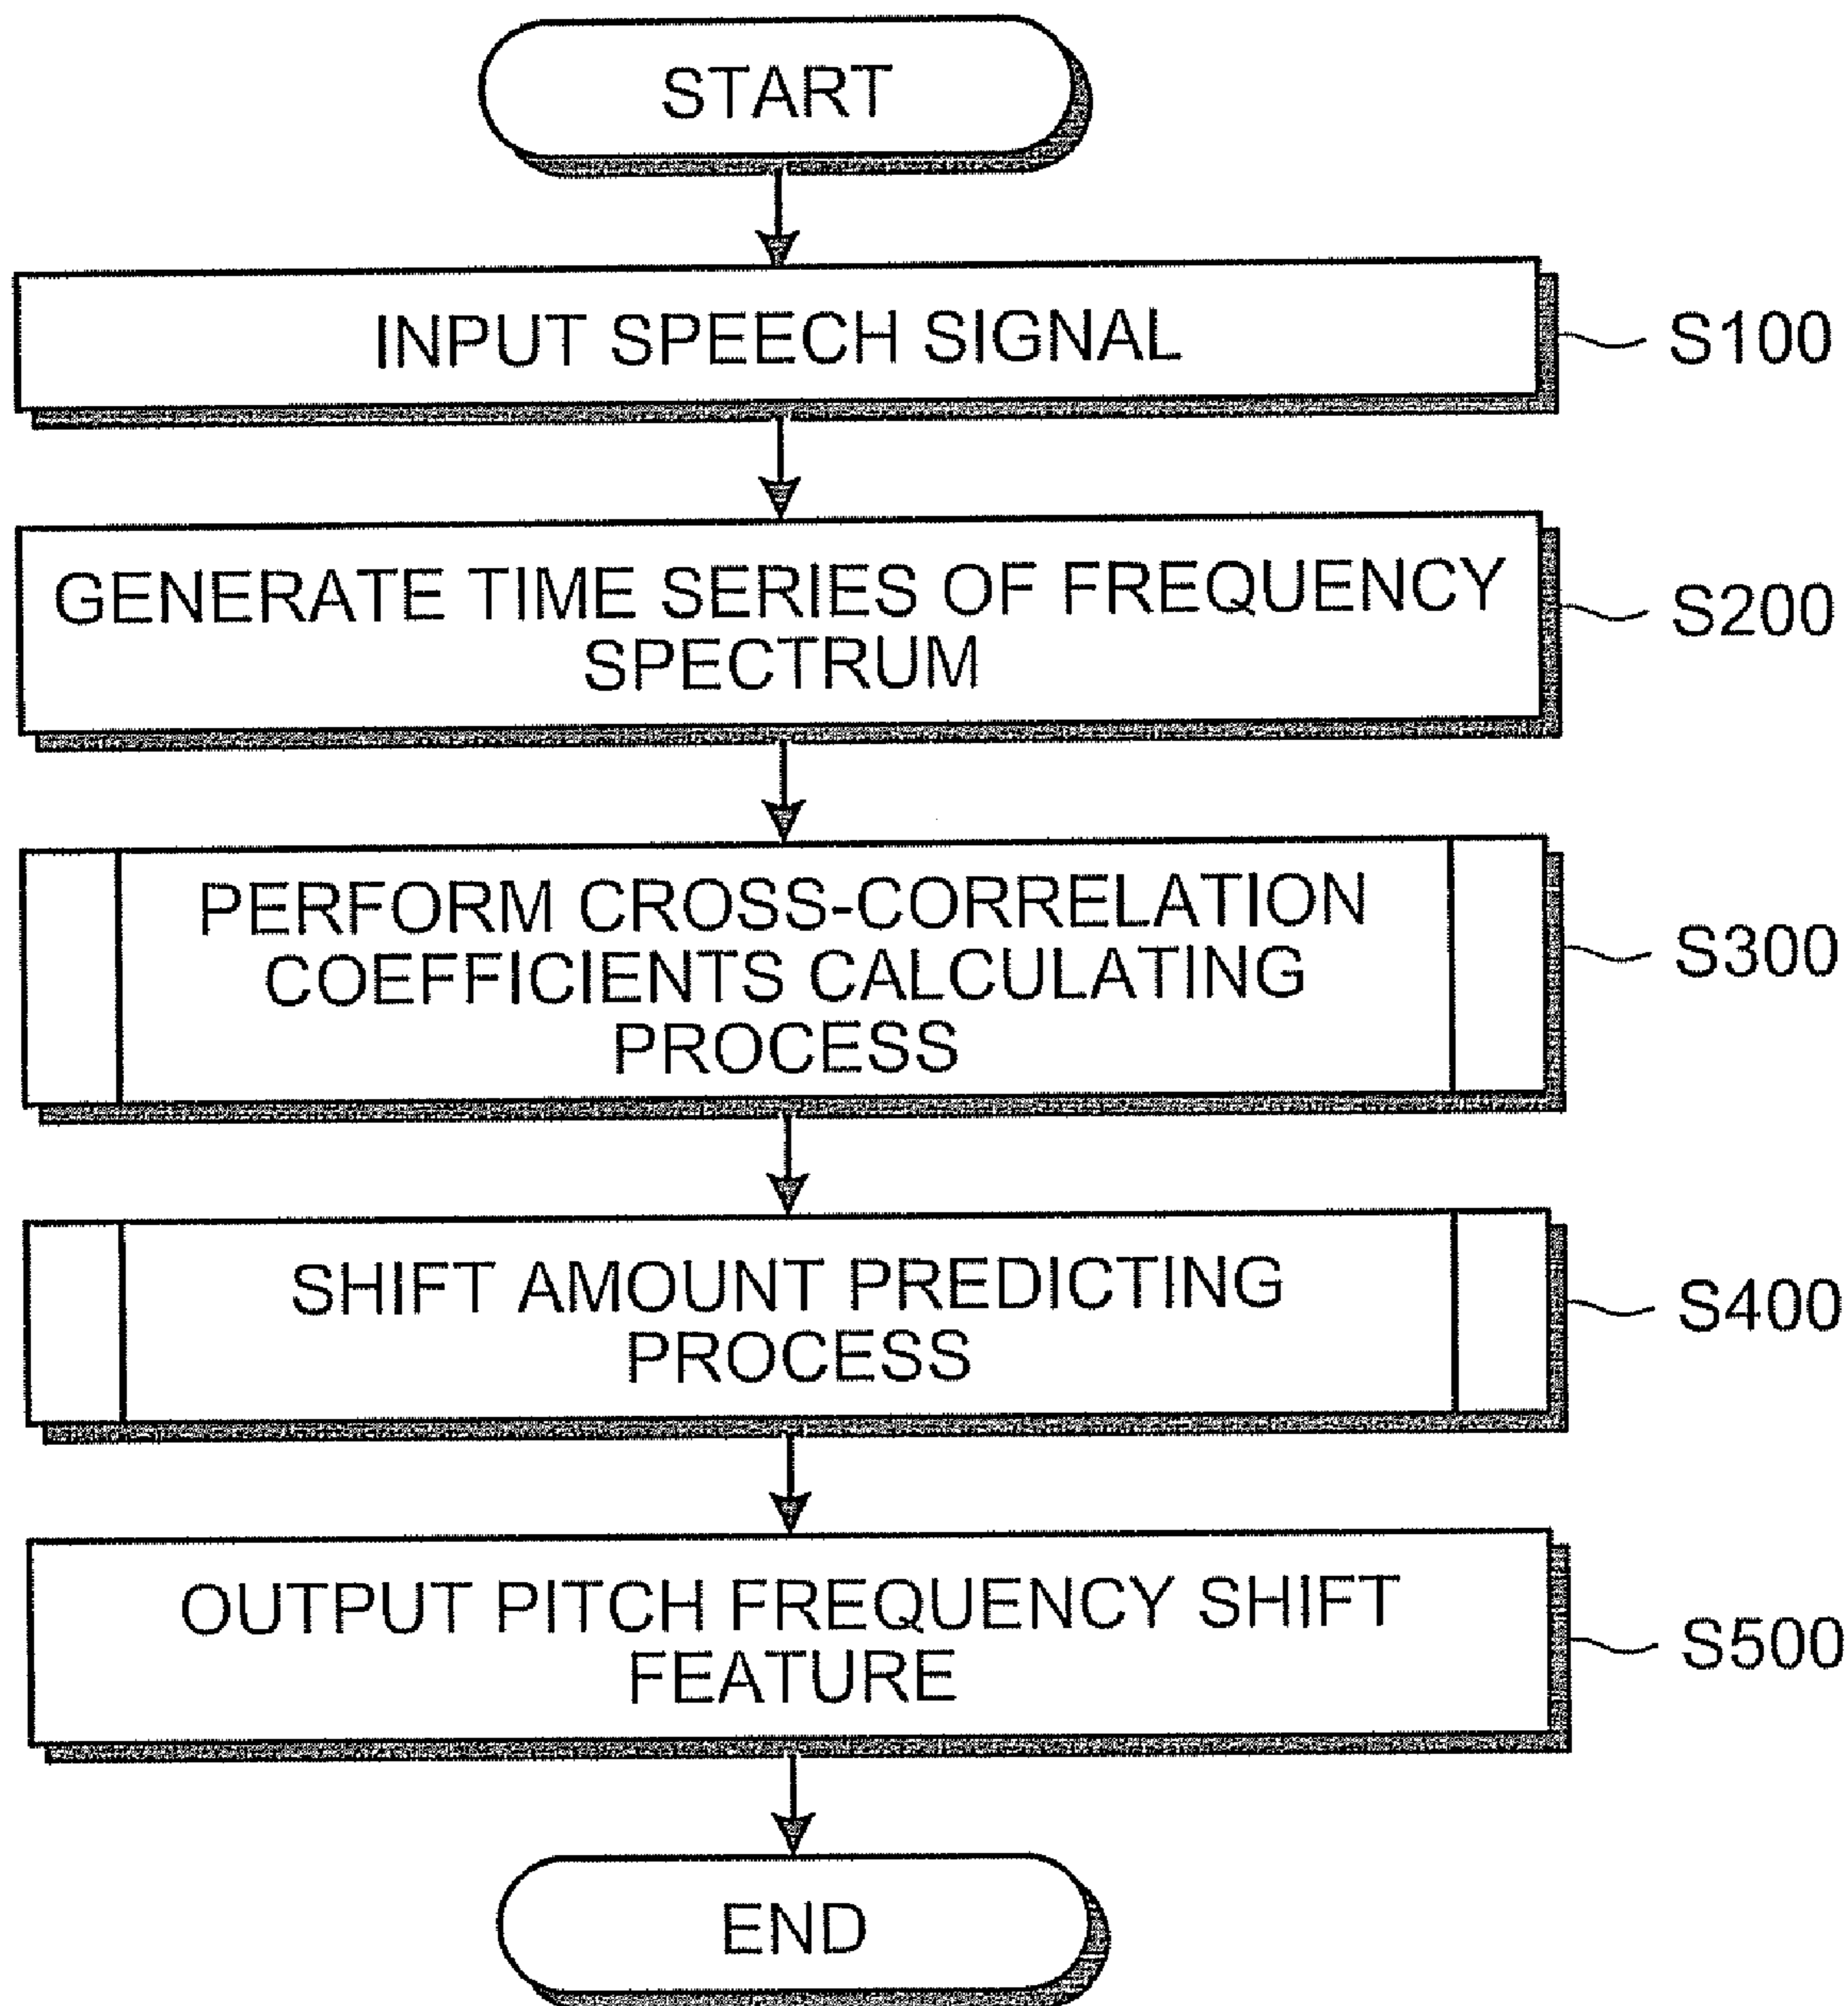 START
INPUT SPEECH SIGNAL
S100
GENERATE TIME SERIES OF FREQUENCY
SPECTRUM
S200
PERFORM CROSS-CORRELATION
COEFFICIENTS CALCULATING
PROCESS
S300
SHIFT AMOUNT PREDICTING
PROCESS
S400
OUTPUT PITCH FREQUENCY SHIFT
FEATURE
S500
END